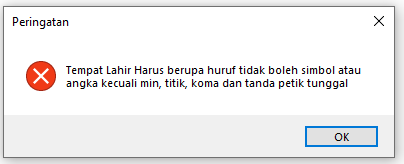 Peringatan
Tempat Lahir Harus berupa huruf tidak boleh simbol atau
angka kecuali min, titik, koma dan tanda petik tunggal
OK